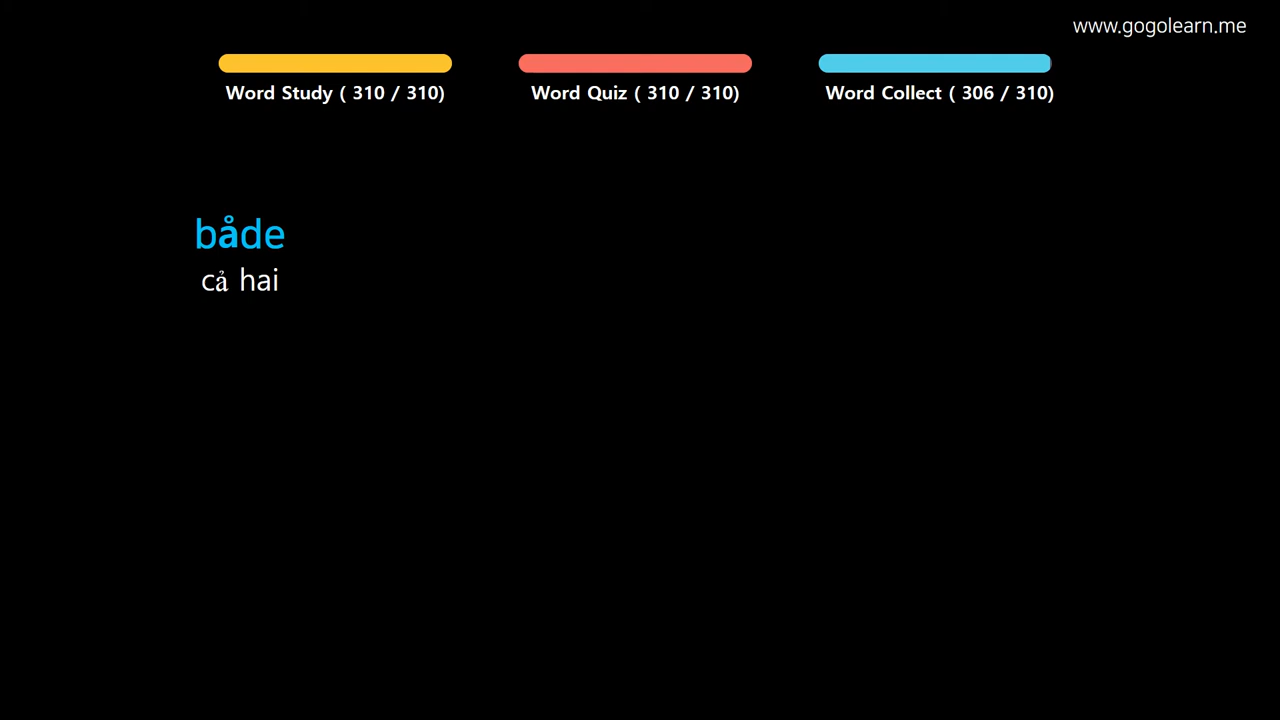 www.gogolearn.me
Word Study ( 310 / 310)
Word Quiz ( 310 / 310)
Word Collect ( 306 / 310)
både
cả hai